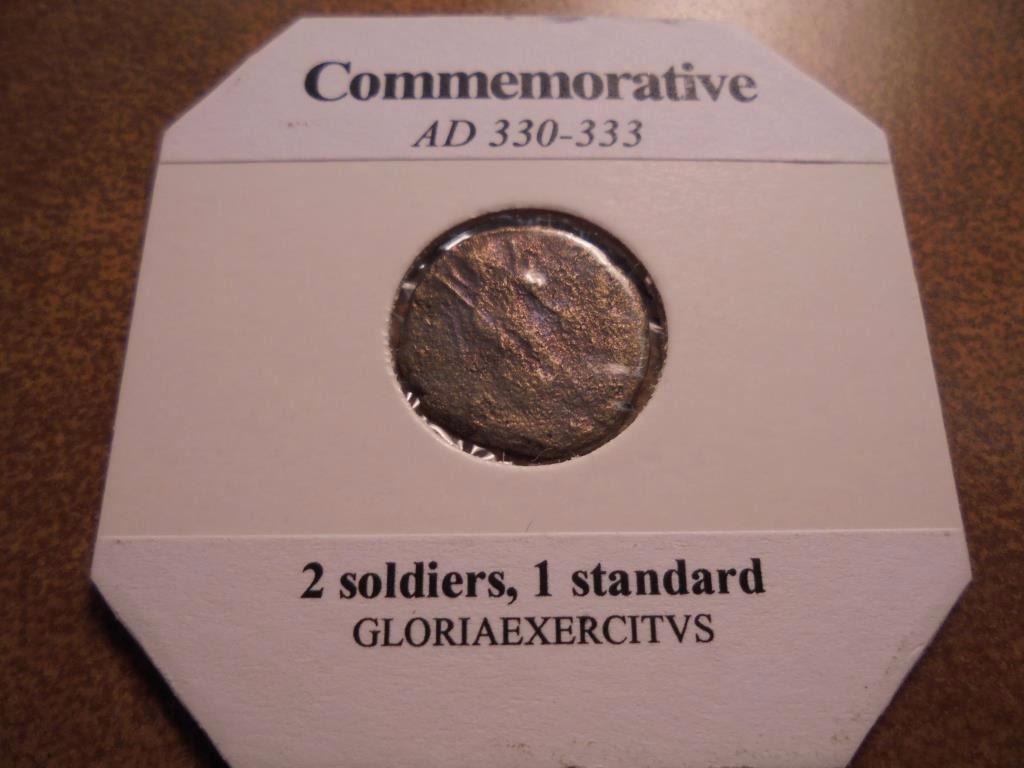 Commemorative
AD 330-333
2 soldiers, 1 standard
GLORIAEXERCITVS